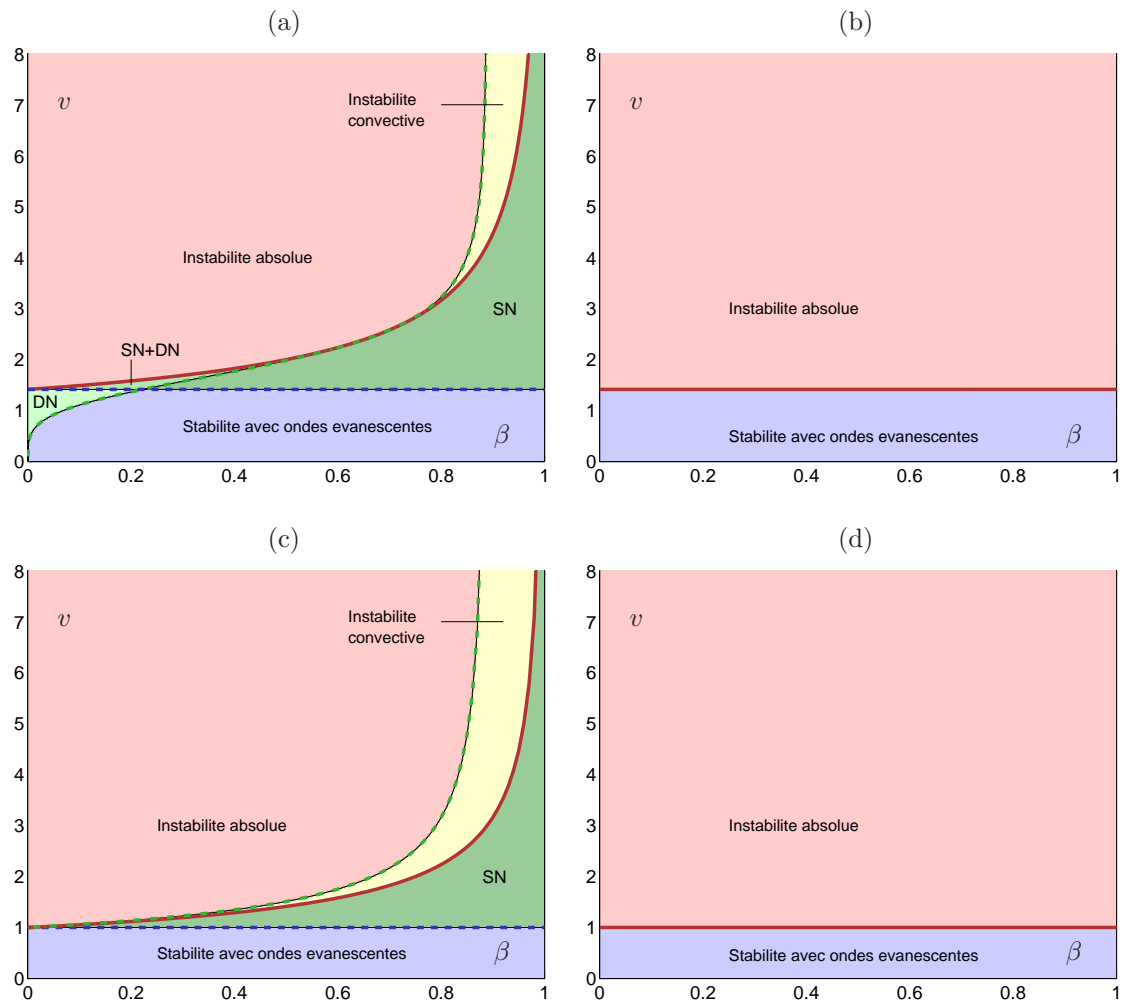 (a)
8
7
6
5
4
3
2
1
0
v
Instabilite
convective
Instabilite absolue
SN
SN+DN
DN
Stabilite avec ondes evanescentes
β
0
0.2
0.4
0.6
0.8
1
(b)
8
7
6
5
4
3
2
1
0
v
Instabilite absolue
Stabilite avec ondes evanescentes
β
0
0.2
0.4
0.6
0.8
1
(c)
8
7
6
5
4
3
2
1
0
v
Instabilite
convective
Instabilite absolue
SN
Stabilite avec ondes evanescentes
β
0
0.2
0.4
0.6
0.8
1
(d)
8
7
6
5
4
3
2
1
0
v
Instabilite absolue
Stabilite avec ondes evanescentes
β
0
0.2
0.4
0.6
0.8
1